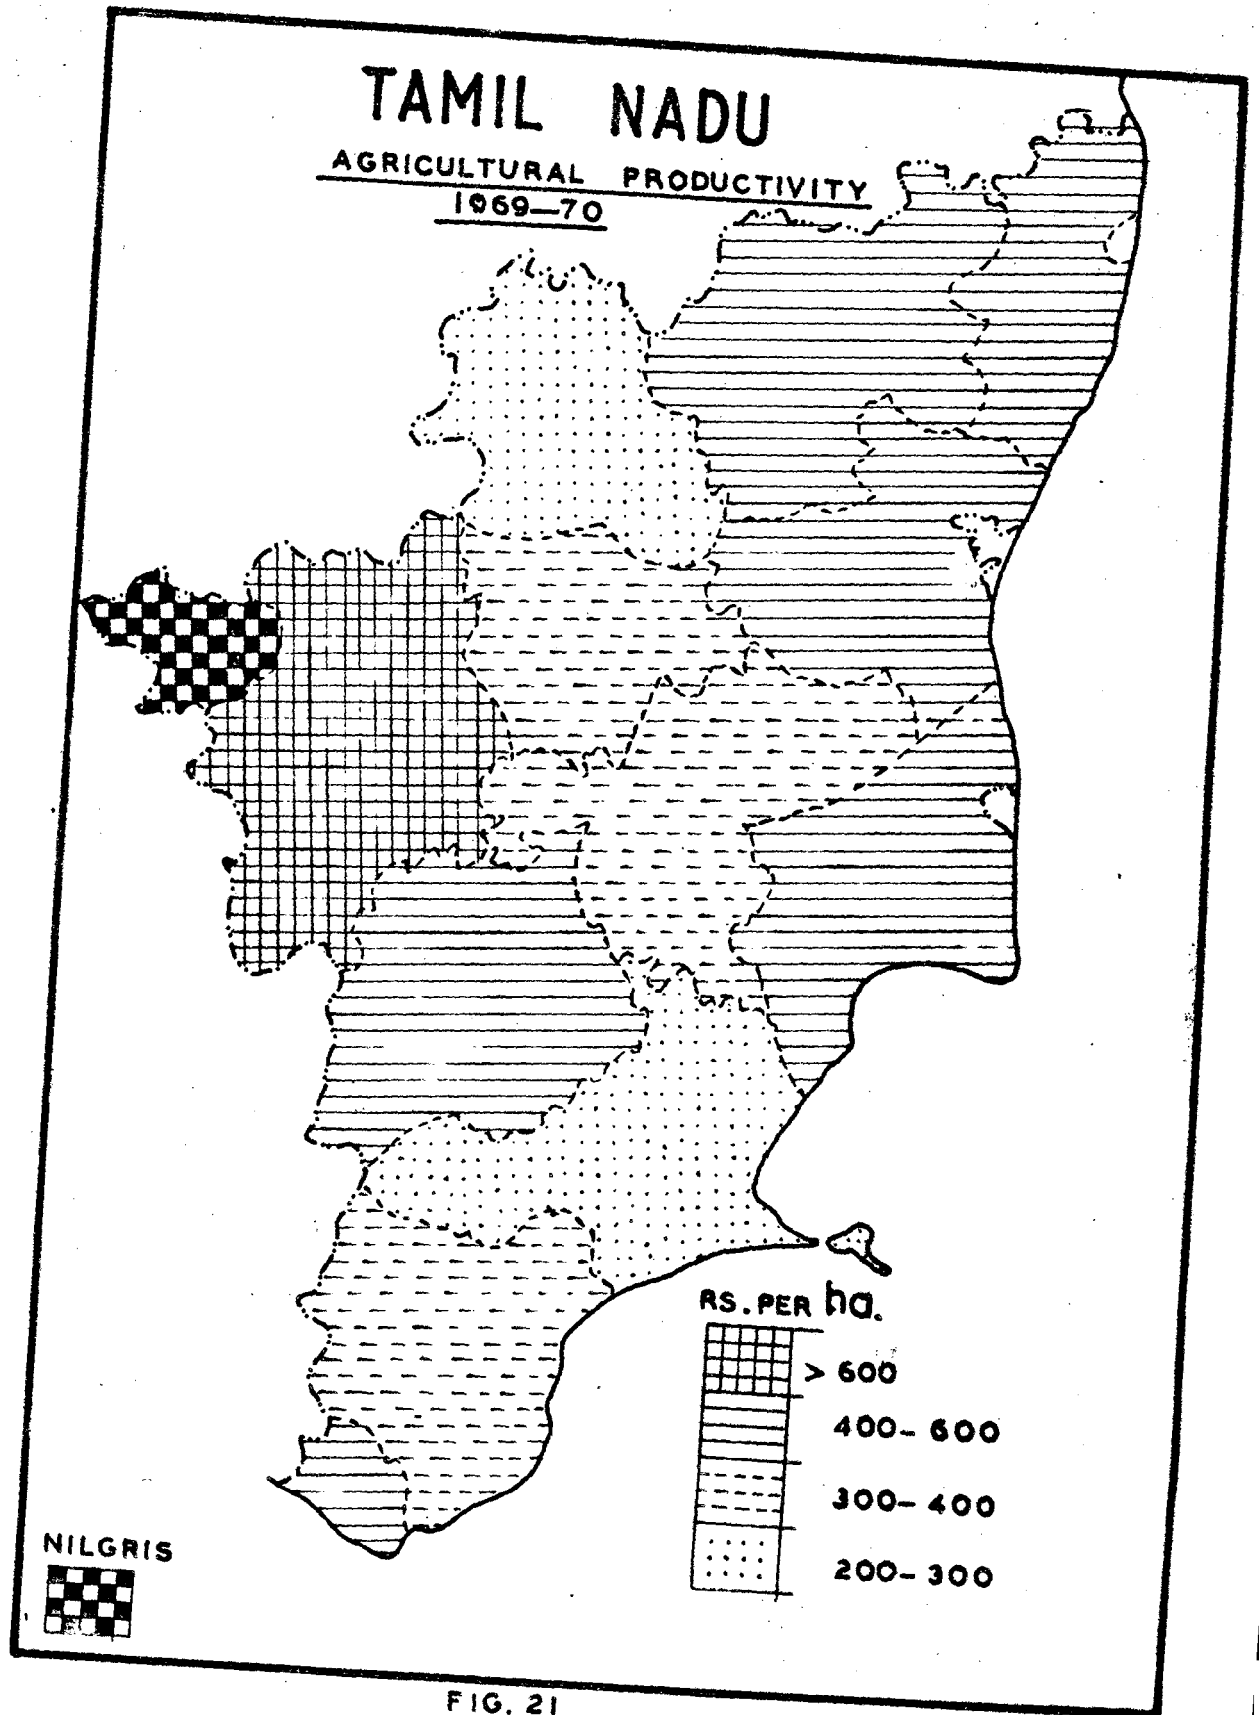 TAMIL NADU
AGRICULTURAL PRODUCTIVITY
1969—70
RS. PER ha.
> 600
400- 600
300- 400
200- 300
NILGRIS
FIG. 21